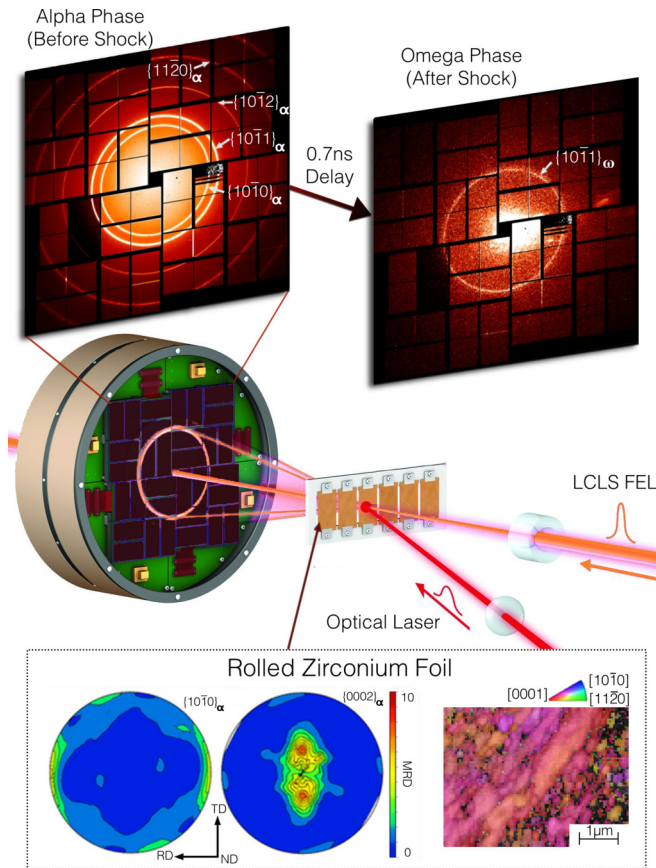 Alpha Phase
(Before Shock)
{112̄0}α
{101̄2}α
{101̄1}α
{101̄0}α
0.7ns
Delay
Omega Phase
(After Shock)
{101̄1}ω
LCLS FEL
Optical Laser
Rolled Zirconium Foil
{101̄0}α
{0002}α
10
MRD
0
TD
RD
ND
[0001]
[101̄0]
[112̄0]
1µm